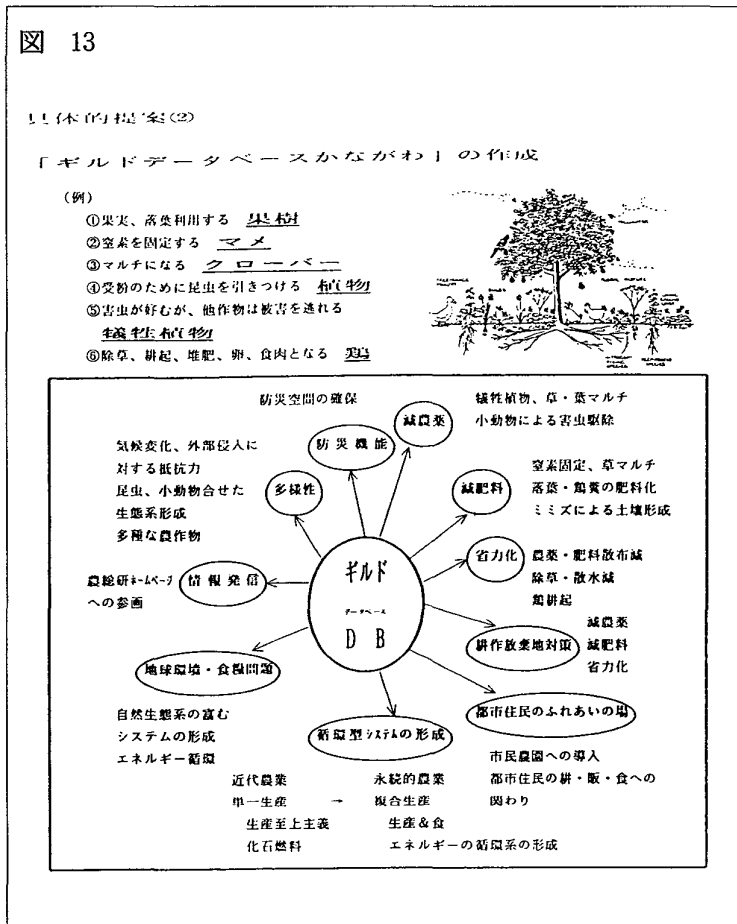 図 13
具体的提案(2)
「ギルドデータベースかながわ」の作成
(例)
①果実、落葉利用する 果樹
②窒素を固定する マメ
③マルチになる クローバー
④受粉のために昆虫を引きつける 植物
⑤害虫が好むが、他作物は被害を逃れる
犠牲植物
⑥除草、耕起、堆肥、卵、食肉となる 鶏
防災空間の確保
防災機能
減農薬
犠牲植物、草・葉マルチ
小動物による害虫駆除
気候変化、外部侵入に
対する抵抗力
昆虫、小動物合せた
生態系形成
多種な農作物
多様性
減肥料
窒素固定、草マルチ
落葉・鶏糞の肥料化
ミミズによる土壌形成
省力化
農薬・肥料散布減
除草・散水減
鶏耕起
農総研ホームページ
への参画
情報発信
ギルド
データベース
DB
耕作放棄地対策
減農薬
減肥料
省力化
地球環境・食糧問題
自然生態系の富む
システムの形成
エネルギー循環
循環型システムの形成
都市住民のふれあいの場
市民農園への導入
都市住民の耕・販・食への
関わり
近代農業 永続的農業
単一生産 → 複合生産
生産至上主義 生産&食
化石燃料 エネルギーの循環系の形成